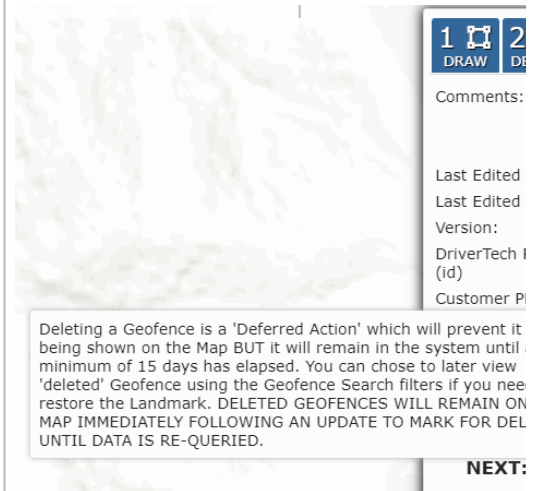 1
DRAW
2
Comments:
Last Edited
Last Edited
Version:
DriverTech
(id)
Customer
Deleting a Geofence is a 'Deferred Action' which will prevent it
being shown on the Map BUT it will remain in the system until
minimum of 15 days has elapsed. You can chose to later view
'deleted' Geofence using the Geofence Search filters if you
restore the Landmark. DELETED GEOFENCES WILL REMAIN ON
MAP IMMEDIATELY FOLLOWING AN UPDATE TO MARK FOR
UNTIL DATA IS RE-QUERIED.
NEXT: